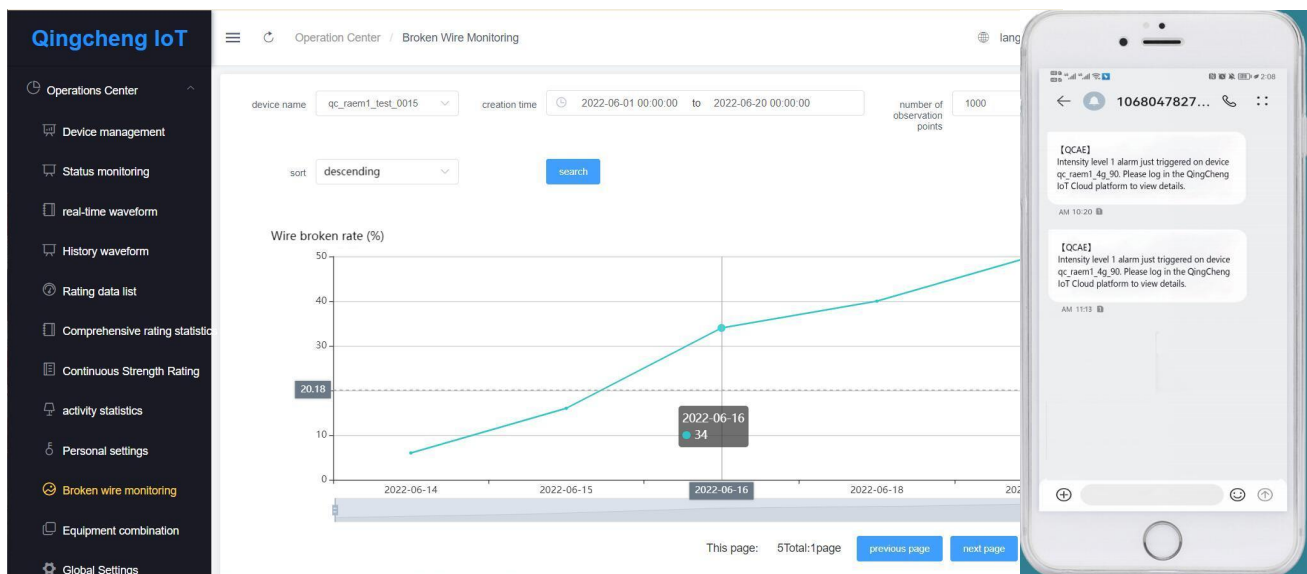 Qingcheng IoT
Operation Center / Broken Wire Monitoring
lang
Operations Center
Device management
Status monitoring
real-time waveform
History waveform
Rating data list
Comprehensive rating statistic
Continuous Strength Rating
activity statistics
Personal settings
Broken wire monitoring
Equipment combination
Global Settings
device name
qc_raem1_test_0015
creation time
2022-06-01 00:00:00 to 2022-06-20 00:00:00
number of
observation
points
1000
sort
descending
search
Wire broken rate (%)
50
40
30
20.18
10
0
2022-06-16
34
2022-06-14
2022-06-15
2022-06-16
2022-06-18
202
This page: 5Total:1page
previous page
next page
2:08
1068047827...
【QCAE】
Intensity level 1 alarm just triggered on device
qc_raem1_4g_90. Please log in the QingCheng
IoT Cloud platform to view details.
AM 10:20
【QCAE】
Intensity level 1 alarm just triggered on device
qc_raem1_4g_90. Please log in the QingCheng
IoT Cloud platform to view details.
AM 11:13